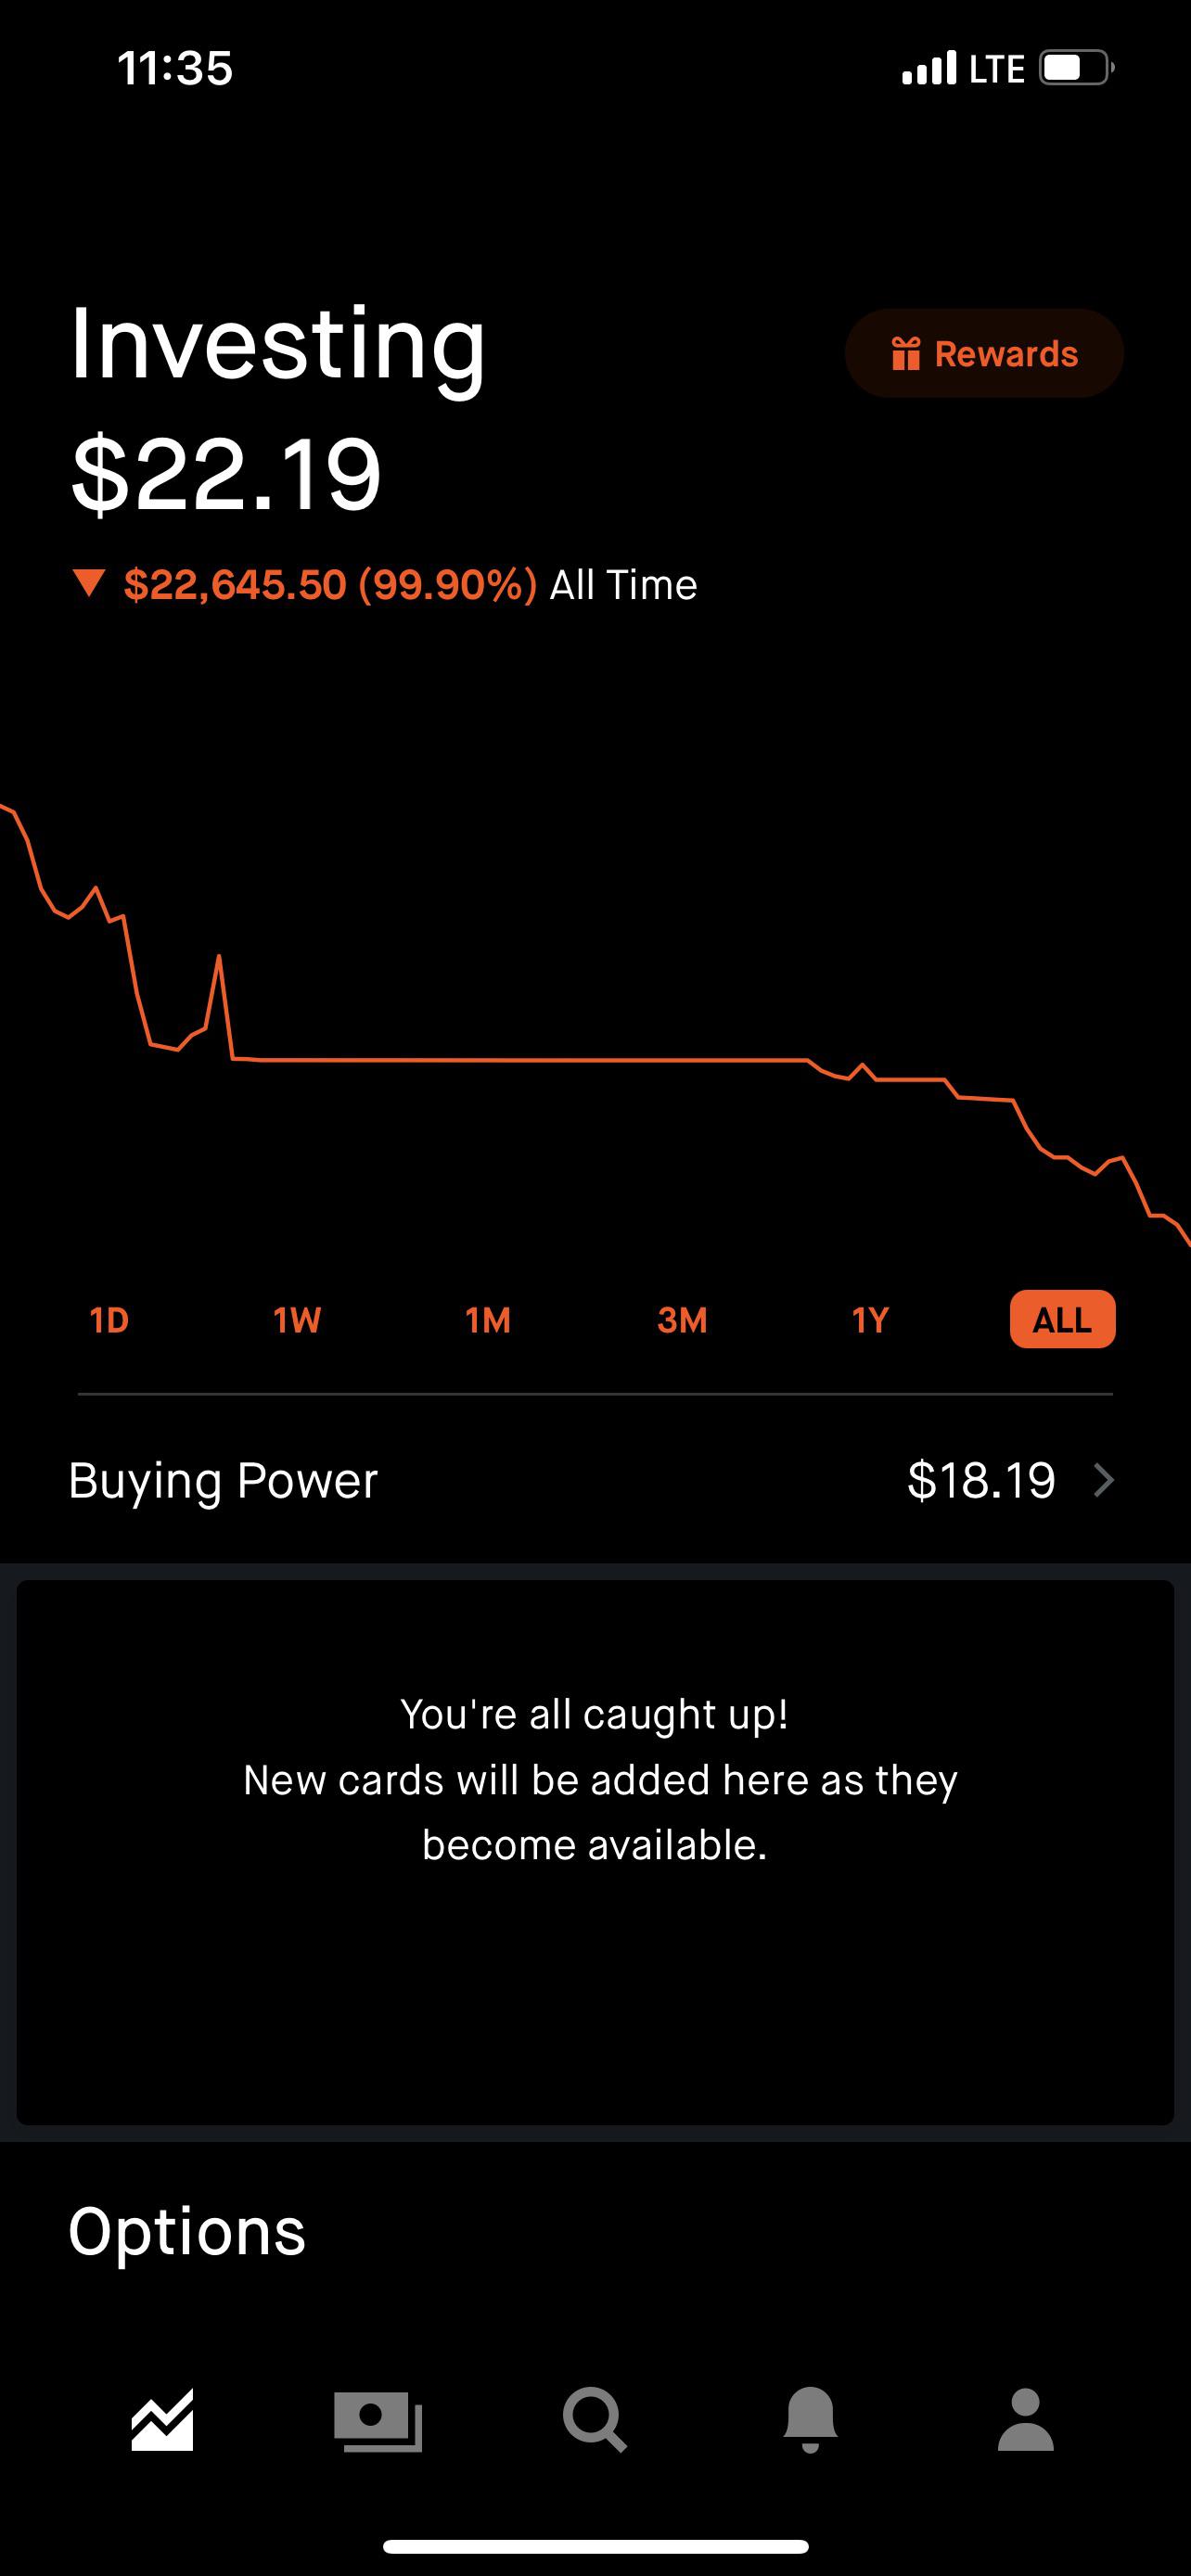 11:35
LTE
Investing
Rewards
$22.19
$22,645.50 (99.90%) All Time
1D 1W 1M 3M 1Y ALL
Buying Power $18.19
You're all caught up!
New cards will be added here as they
become available.
Options